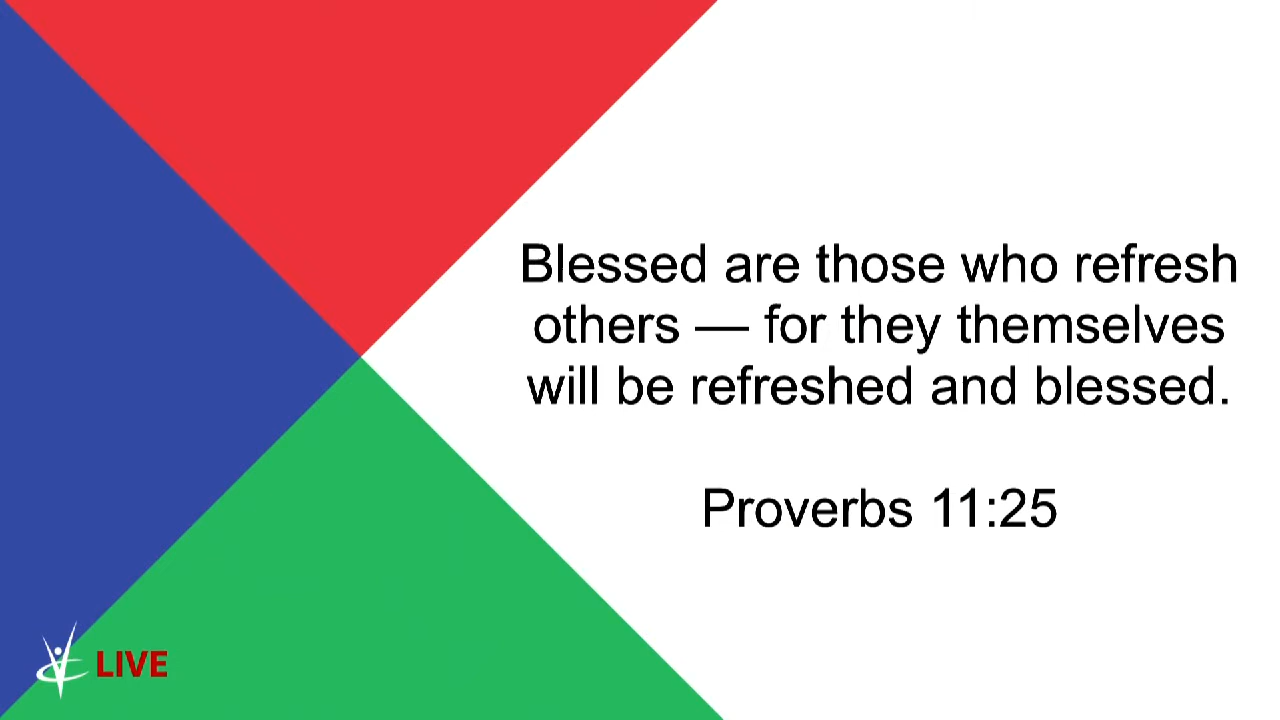 Blessed are those who refresh
others — for they themselves
will be refreshed and blessed.
Proverbs 11:25
LIVE